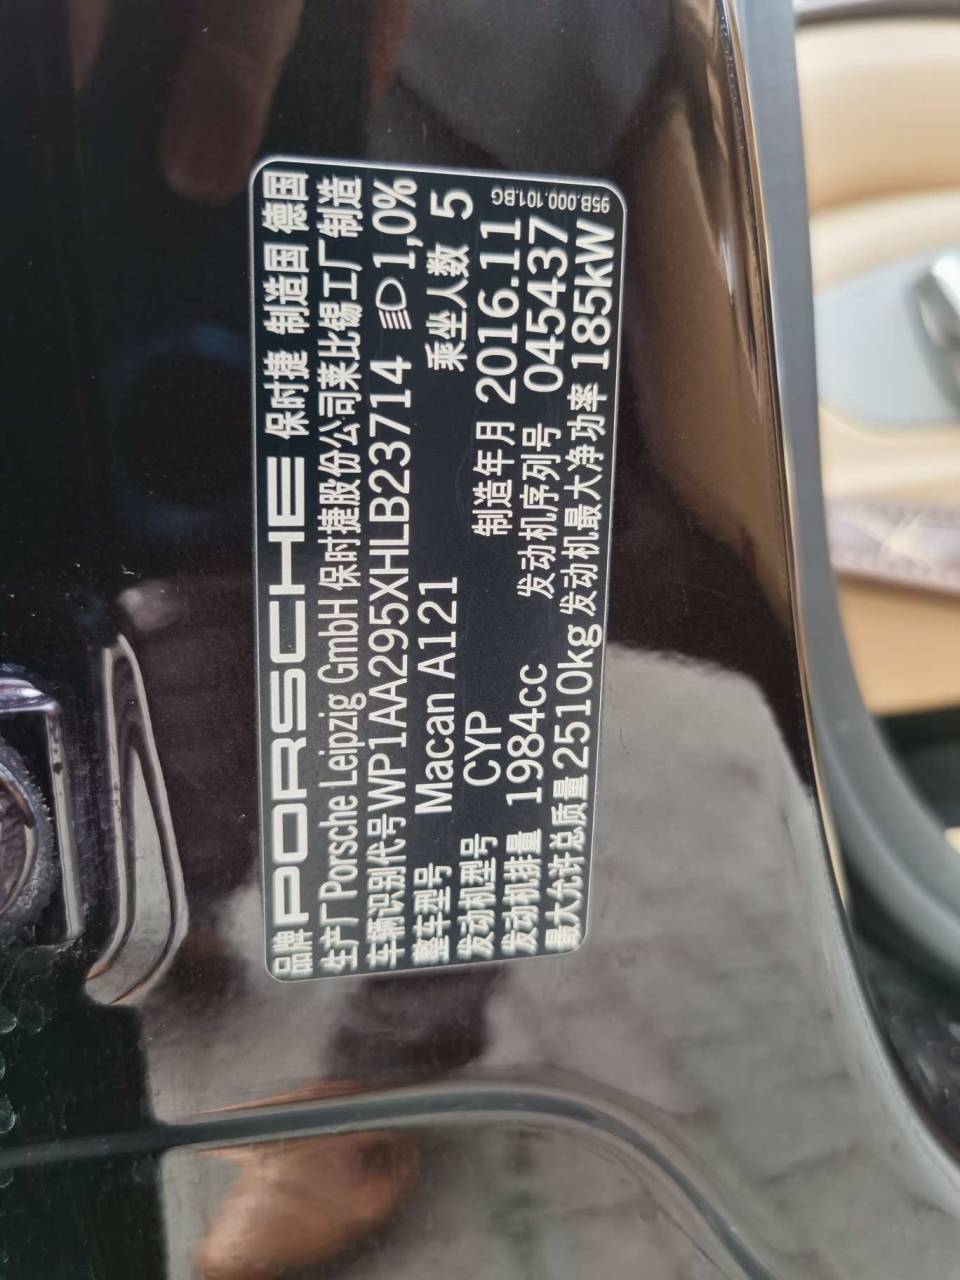 品牌 PORSCHE 保时捷 制造国 德国
生产厂 Porsche Leipzig GmbH 保时捷股份公司莱比锡工厂制造
车辆识别代号 WP1AA295XHLB23714 1,0%
整车型号 Macan A121 乘坐人数 5
发动机型号 CYP 制造年月 2016.11
发动机排量 1984cc 发动机序列号 045437
最大允许总质量 2510kg 发动机最大净功率 185kW
95B.000.101.BG